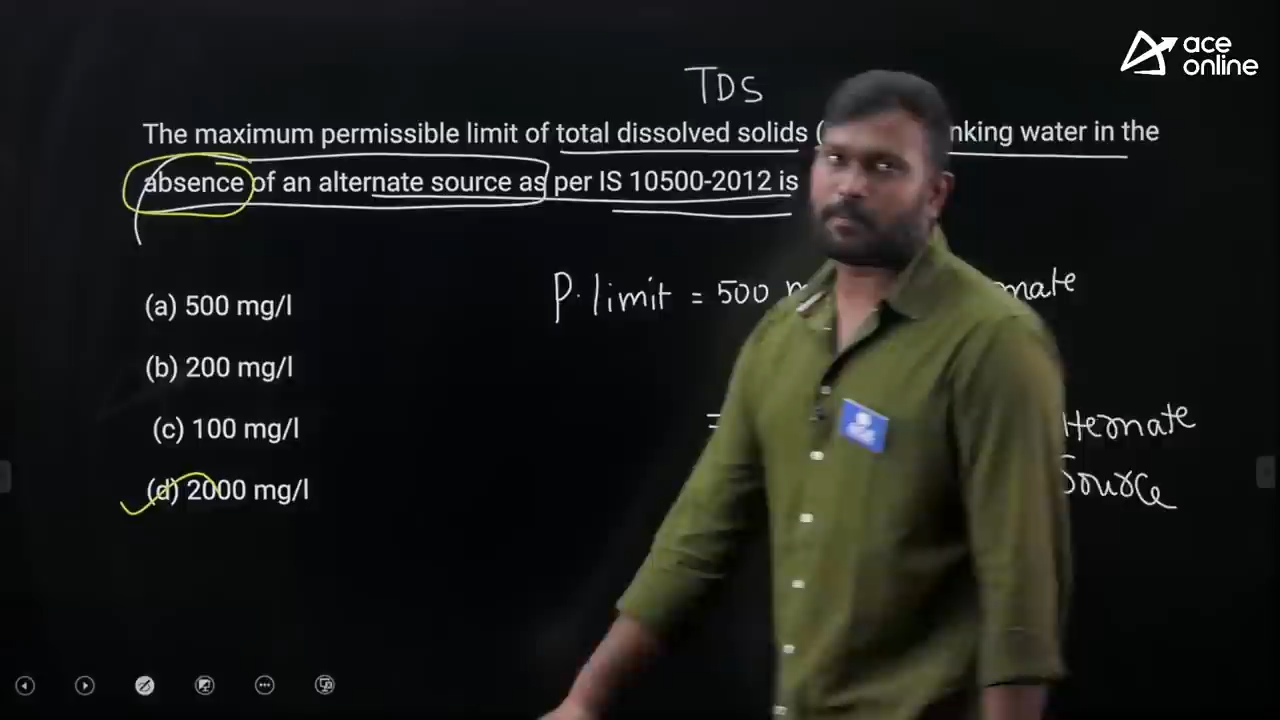 ace
online
TDS
The maximum permissible limit of total dissolved solids ( nking water in the
absence of an alternate source as per IS 10500-2012 is
P. limit = 500 m nate
(a) 500 mg/l
(b) 200 mg/l
(c) 100 mg/l
= lternate
Source
(d) 2000 mg/l